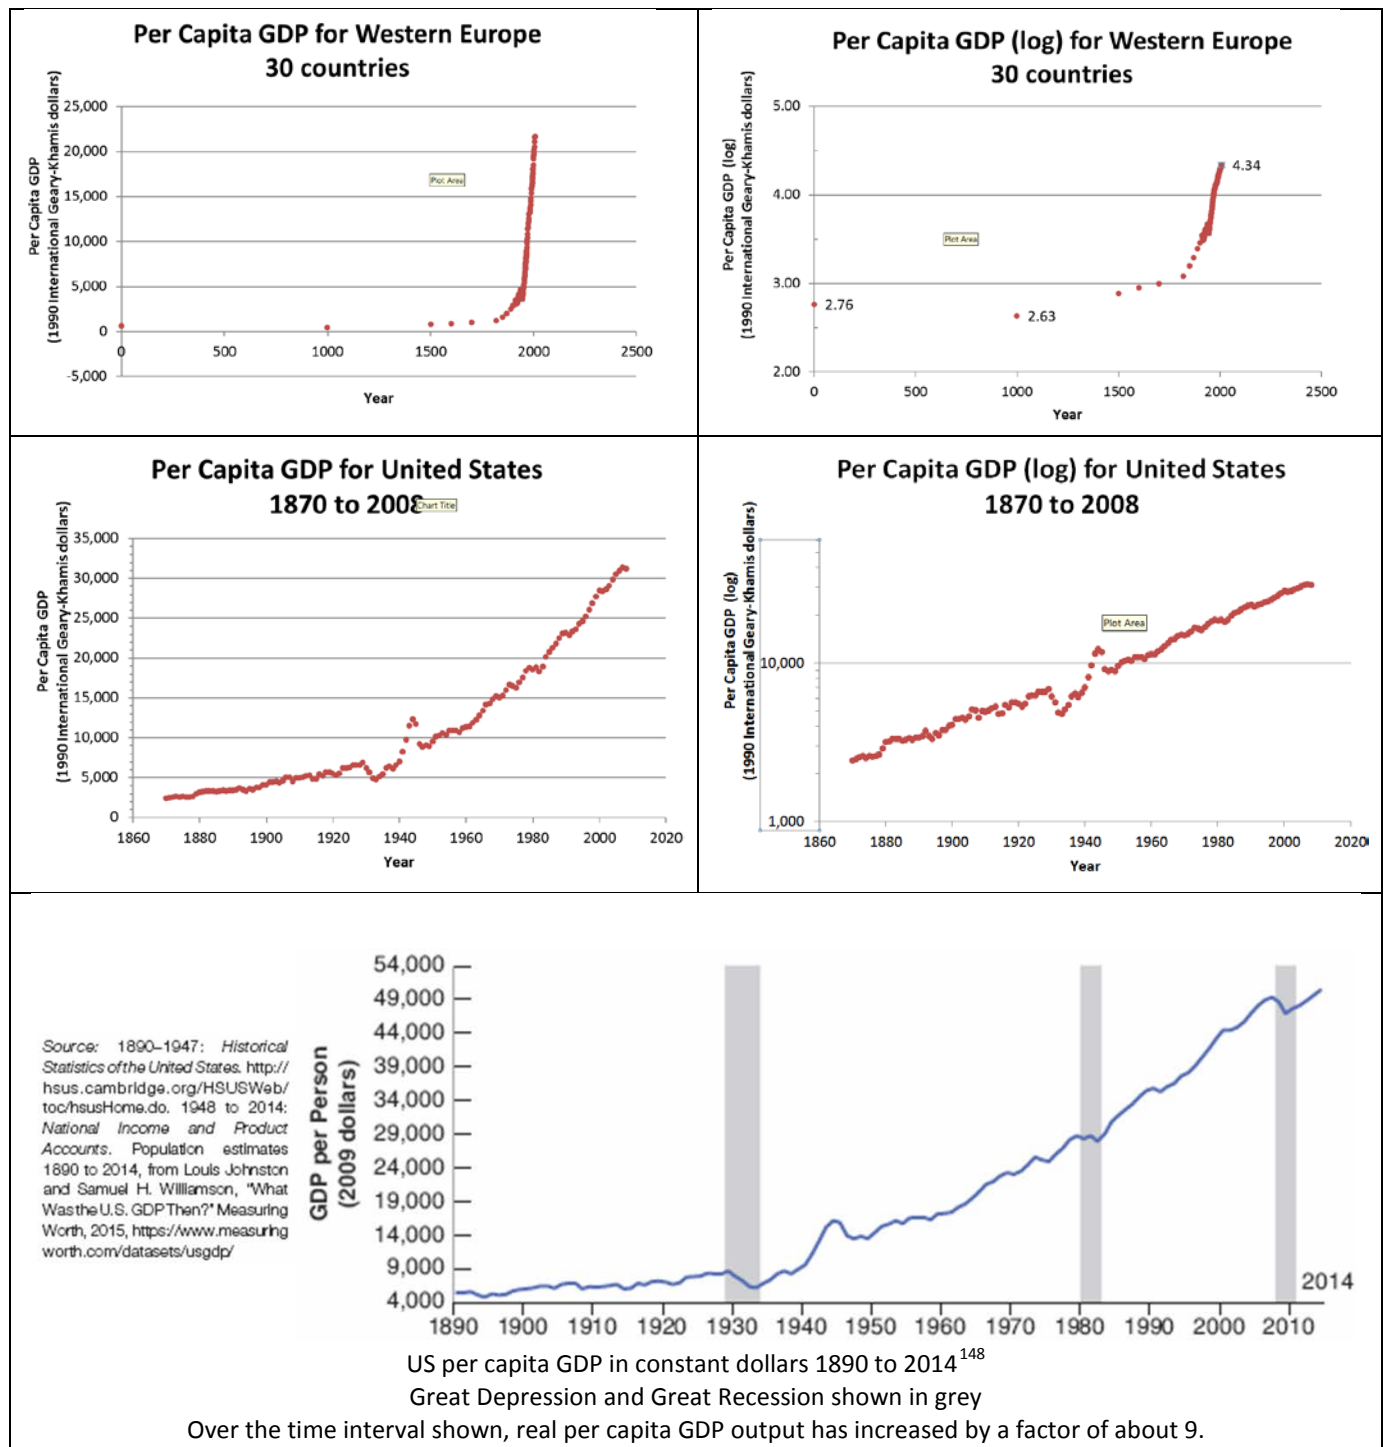 Per Capita GDP for Western Europe
30 countries
Per Capita GDP
(1990 International Geary-Khamis dollars)
25,000
20,000
15,000
10,000
5,000
0
-5,000
Plot Area
0
500
1000
1500
2000
2500
Year
Per Capita GDP (log) for Western Europe
30 countries
Per Capita GDP (log)
(1990 International Geary-Khamis dollars)
5.00
4.00
3.00
2.00
4.34
Plot Area
2.76
2.63
0
500
1000
1500
2000
2500
Year
Per Capita GDP for United States
1870 to 2008
Chart Title
Per Capita GDP
(1990 International Geary-Khamis dollars)
35,000
30,000
25,000
20,000
15,000
10,000
5,000
0
1860
1880
1900
1920
1940
1960
1980
2000
2020
Year
Per Capita GDP (log) for United States
1870 to 2008
Per Capita GDP (log)
(1990 International Geary-Khamis dollars)
Plot Area
10,000
1,000
1860
1880
1900
1920
1940
1960
1980
2000
2020
Year
Source: 1890–1947: Historical
Statistics of the United States. http://
hsus.cambridge.org/HSUSWeb/
toc/hsusHome.do. 1948 to 2014:
National Income and Product
Accounts. Population estimates
1890 to 2014, from Louis Johnston
and Samuel H. Williamson, "What
Was the U.S. GDP Then?" Measuring
Worth, 2015, https://www.measuring
worth.com/datasets/usgdp/
GDP per Person
(2009 dollars)
54,000
49,000
44,000
39,000
34,000
29,000
24,000
14,000
14,000
9,000
4,000
2014
1890
1900
1910
1920
1930
1940
1950
1960
1970
1980
1990
2000
2010
US per capita GDP in constant dollars 1890 to 2014148
Great Depression and Great Recession shown in grey
Over the time interval shown, real per capita GDP output has increased by a factor of about 9.